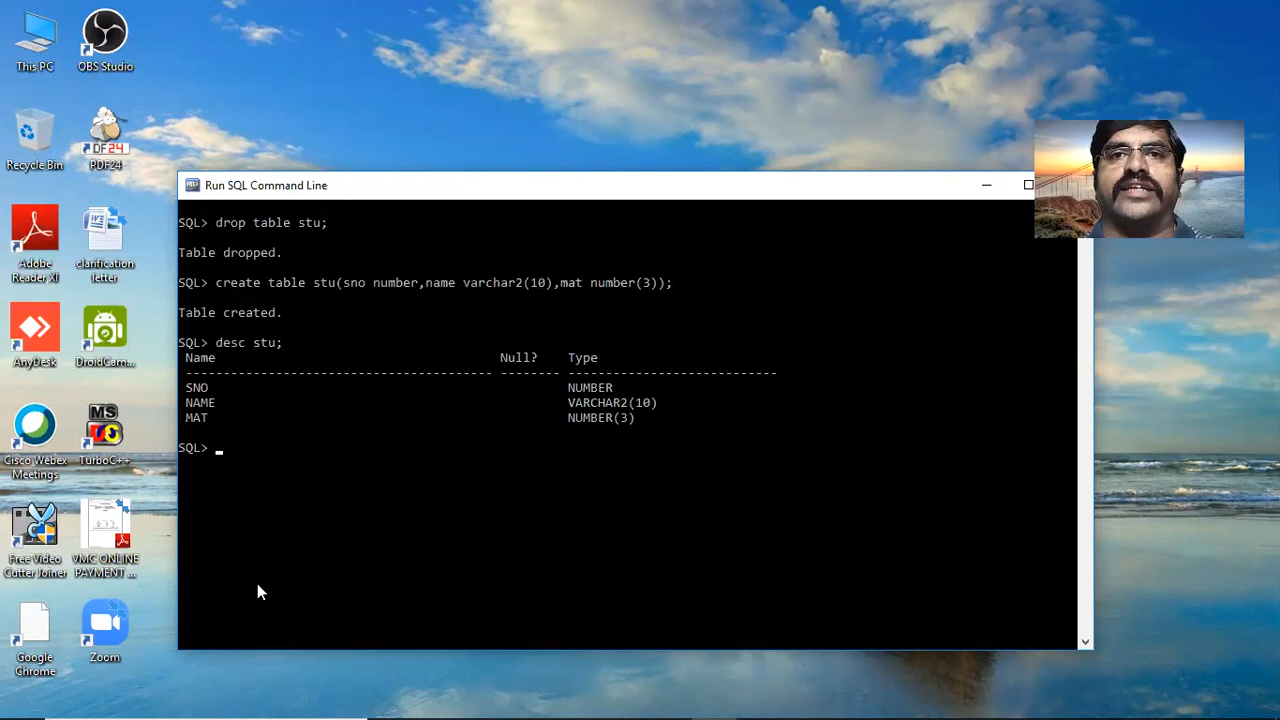 This PC
OBS Studio
Recycle Bin
DF24
PDF24
Adobe
Reader XI
clarification
letter
AnyDesk
DroidCam...
Cisco Webex
Meetings
MS
TurboC++
Free Video
Cutter Joiner
VMC ONLINE
PAYMENT ...
Google
Chrome
Zoom
Run SQL Command Line
SQL> drop table stu;
Table dropped.
SQL> create table stu(sno number,name varchar2(10),mat number(3));
Table created.
SQL> desc stu;
Name Null? Type
----------------------------------------- -------- ----------------------------
SNO NUMBER
NAME VARCHAR2(10)
MAT NUMBER(3)
SQL> _